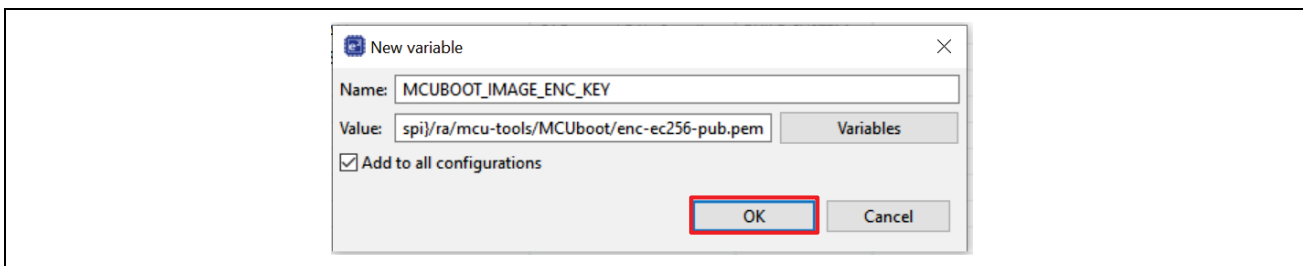 New variable
Name: MCUBOOT_IMAGE_ENC_KEY
Value: spi}/ra/mcu-tools/MCUboot/enc-ec256-pub.pem Variables
Add to all configurations
OK Cancel